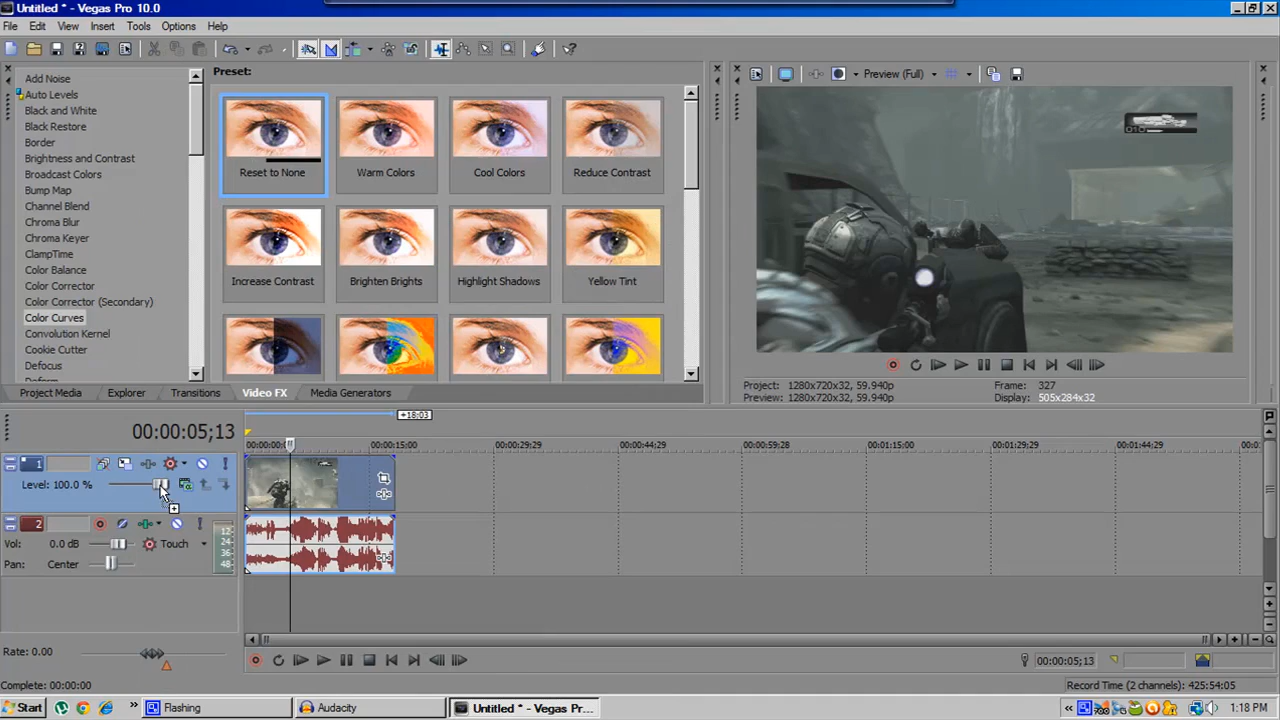 Untitled * - Vegas Pro 10.0
File Edit View Insert Tools Options Help
Add Noise
Auto Levels
Black and White
Black Restore
Border
Brightness and Contrast
Broadcast Colors
Bump Map
Channel Blend
Chroma Blur
Chroma Keyer
ClampTime
Color Balance
Color Corrector
Color Corrector (Secondary)
Color Curves
Convolution Kernel
Cookie Cutter
Defocus
Deform
Preset:
Reset to None Warm Colors Cool Colors Reduce Contrast
Increase Contrast Brighten Brights Highlight Shadows Yellow Tint
Project Media Explorer Transitions Video FX Media Generators
Preview (Full)
Project: 1280x720x32, 59.940p Frame: 327
Preview: 1280x720x32, 59.940p Display: 505x284x32
+18:03
00:00:05;13
00:00:15:00 00:00:29:29 00:00:44:29 00:00:59:28 00:01:15:00 00:01:29:29 00:01:44:29
1
Level: 100.0 %
2
Vol: 0.0 dB Touch
Pan: Center
12
24
36
48
Rate: 0.00
00:00:05;13
Complete: 00:00:00
Record Time (2 channels): 425:54:05
Start Flashing Audacity Untitled * - Vegas Pr... 1:18 PM